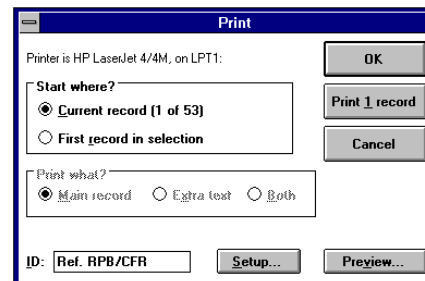 Print
Printer is HP LaserJet 4/4M, on LPT1:
OK
Start where?
Current record (1 of 53)
Print 1 record
First record in selection
Cancel
Print what?
Main record Extra text Both
ID: Ref. RPB/CFR Setup... Preview...